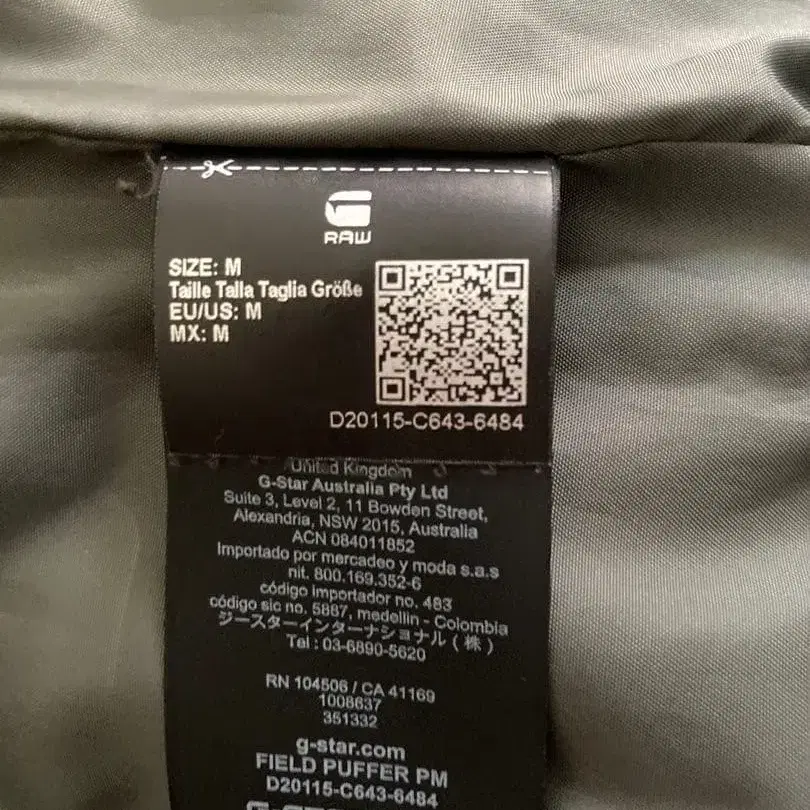 RAW
SIZE: M
Taille Talla Taglia Größe
EU/US: M
MX: M
D20115-C643-6484
United Kingdom
G-Star Australia Pty Ltd
Suite 3, Level 2, 11 Bowden Street,
Alexandria, NSW 2015, Australia
ACN 084011852
Importado por mercadeo y moda s.a.s
nit. 800.169.352-6
código importador no. 483
código sic no. 5887, medellin - Colombia
ジースターインターナショナル(株)
Tel : 03-6890-5620
RN 104506 / CA 41169
1008637
351332
g-star.com
FIELD PUFFER PM
D20115-C643-6484